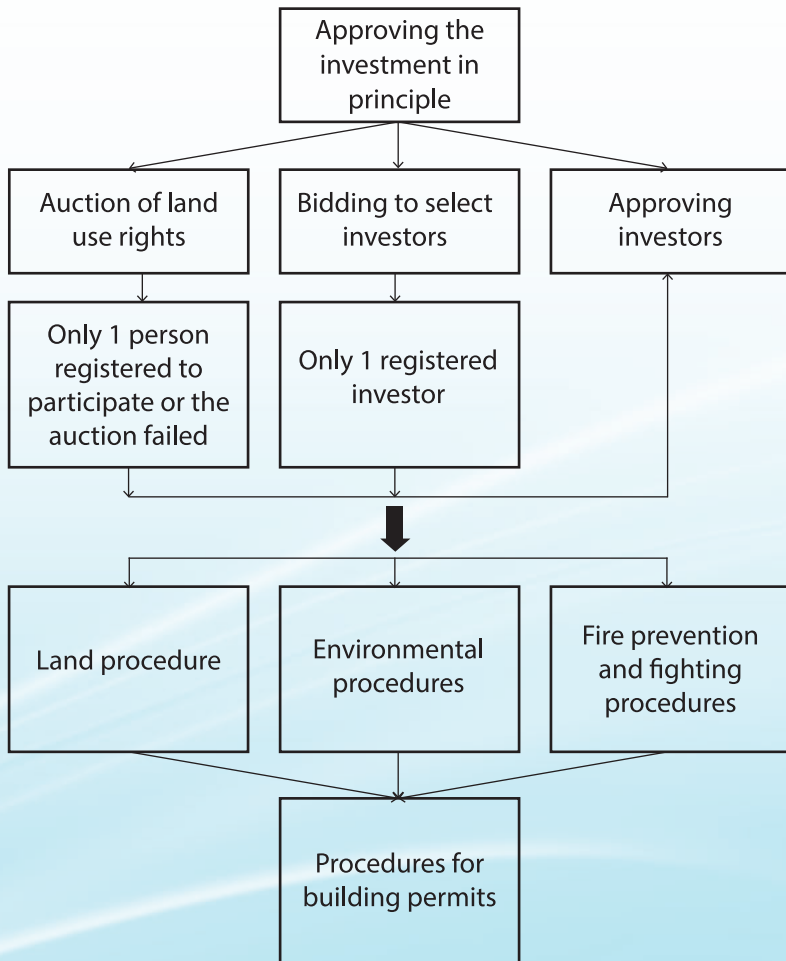 Approving the
investment in
principle
Auction of land
use rights
Bidding to select
investors
Approving
investors
Only 1 person
registered to
participate or the
auction failed
Only 1 registered
investor
Land procedure
Environmental
procedures
Fire prevention
and fighting
procedures
Procedures for
building permits